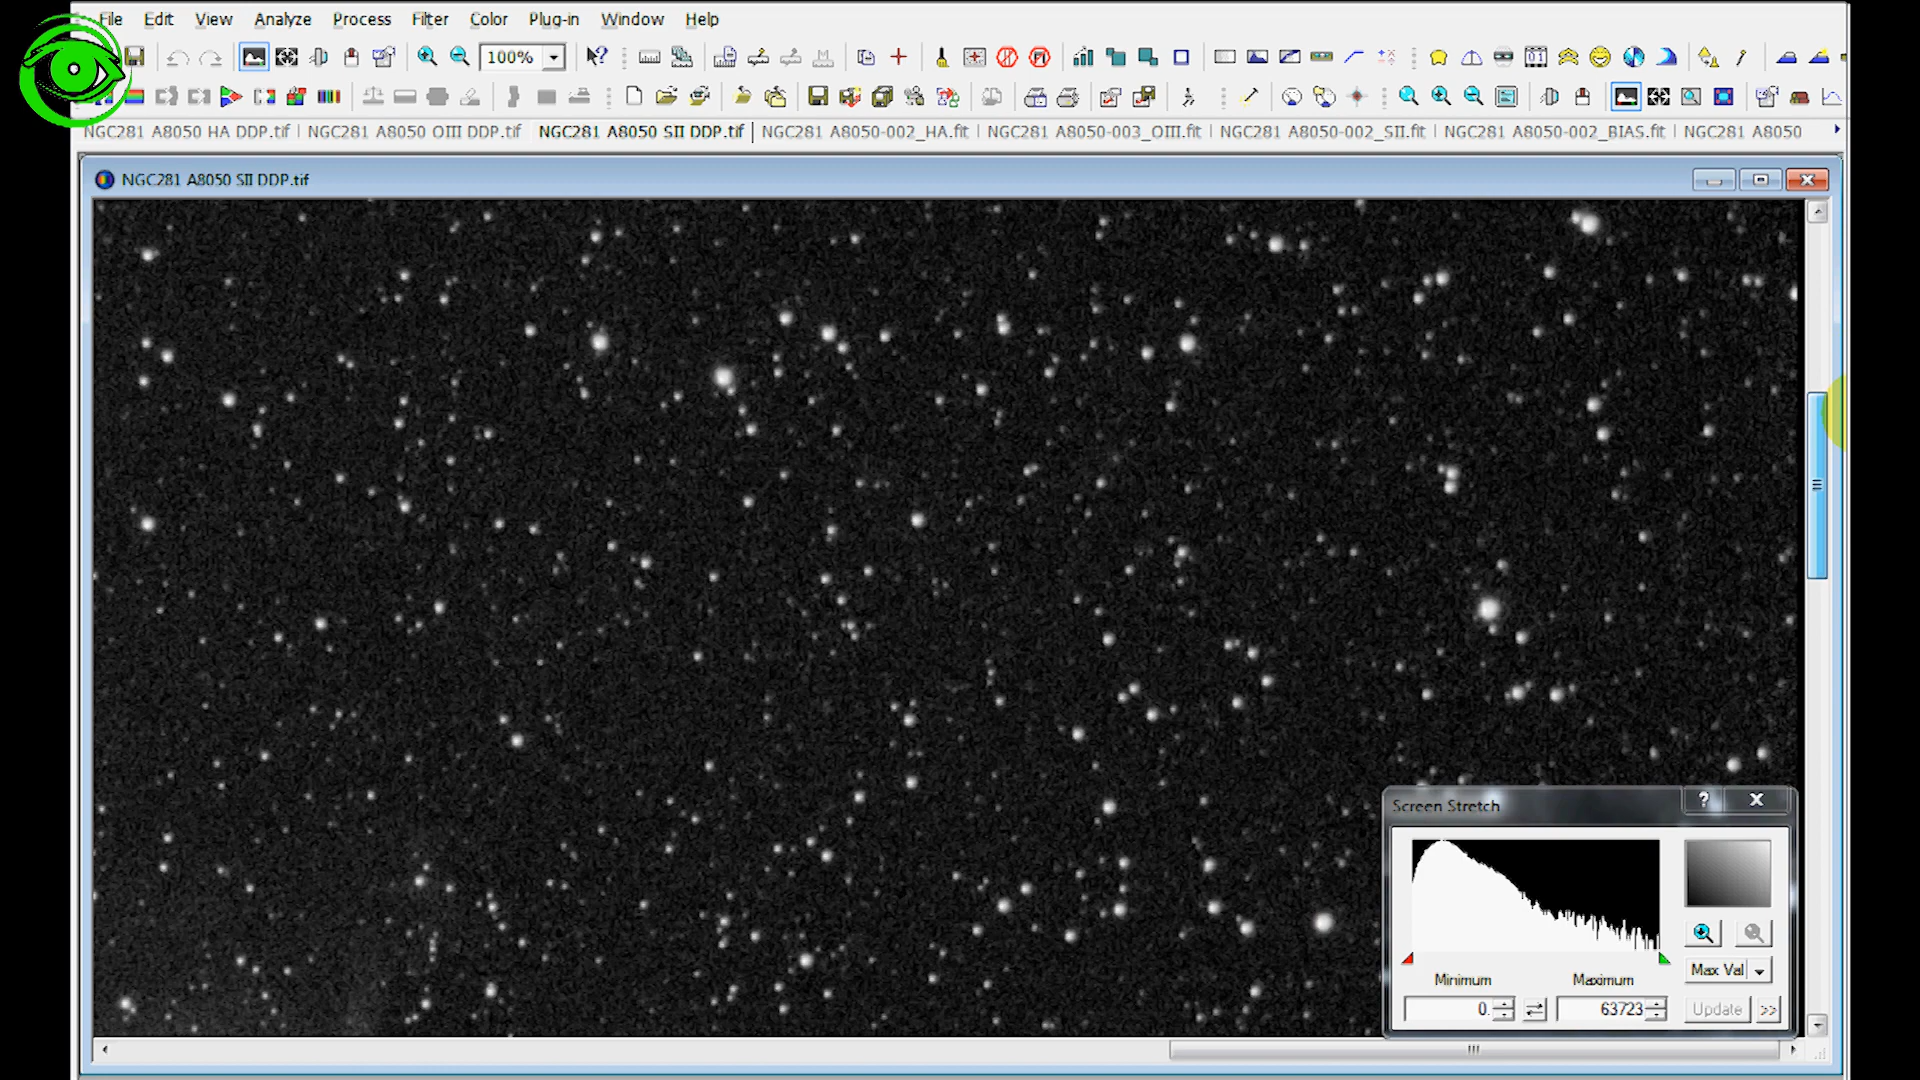 File Edit View Analyze Process Filter Color Plug-in Window Help
100%
NGC281 A8050 HA DDP.tif NGC281 A8050 OIII DDP.tif NGC281 A8050 SII DDP.tif NGC281 A8050-002_HA.fit NGC281 A8050-003_OIII.fit NGC281 A8050-002_SII.fit NGC281 A8050-002_BIAS.fit NGC281 A8050
NGC281 A8050 SII DDP.tif
Screen Stretch
Max Val
Minimum Maximum
0. 63723 Update >>